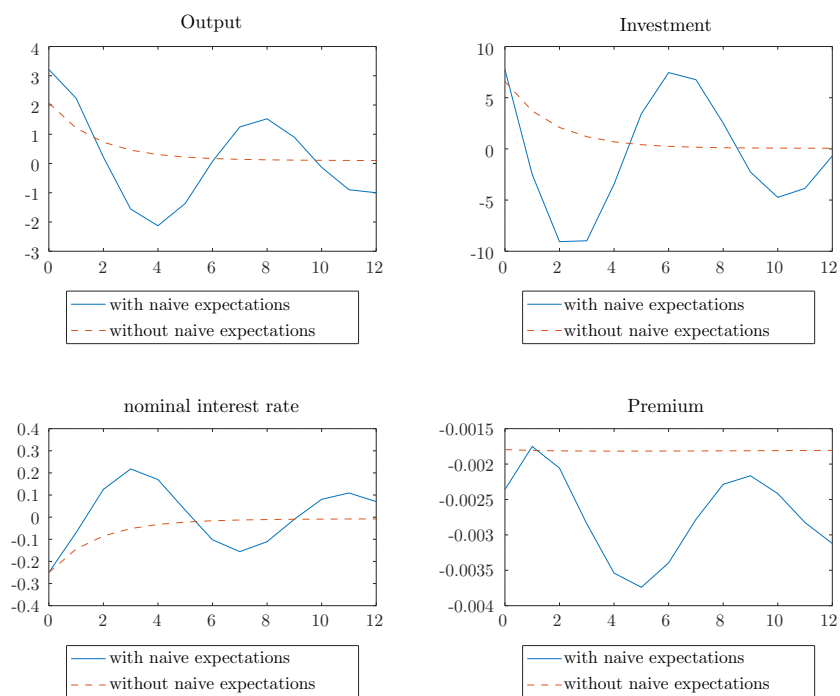 Output
4
3
2
1
0
-1
-2
-3
0 2 4 6 8 10 12
with naive expectations
without naive expectations
Investment
10
5
0
-5
-10
0 2 4 6 8 10 12
with naive expectations
without naive expectations
nominal interest rate
0.4
0.3
0.2
0.1
0
-0.1
-0.2
-0.3
-0.4
0 2 4 6 8 10 12
with naive expectations
without naive expectations
Premium
-0.0015
-0.002
-0.0025
-0.003
-0.0035
-0.004
0 2 4 6 8 10 12
with naive expectations
without naive expectations